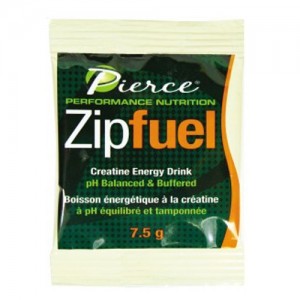 Pierce®
PERFORMANCE NUTRITION
Zipfuel
Creatine Energy Drink
pH Balanced & Buffered
Boisson énergétique à la créatine
à pH équilibré et tamponnée
7.5 g